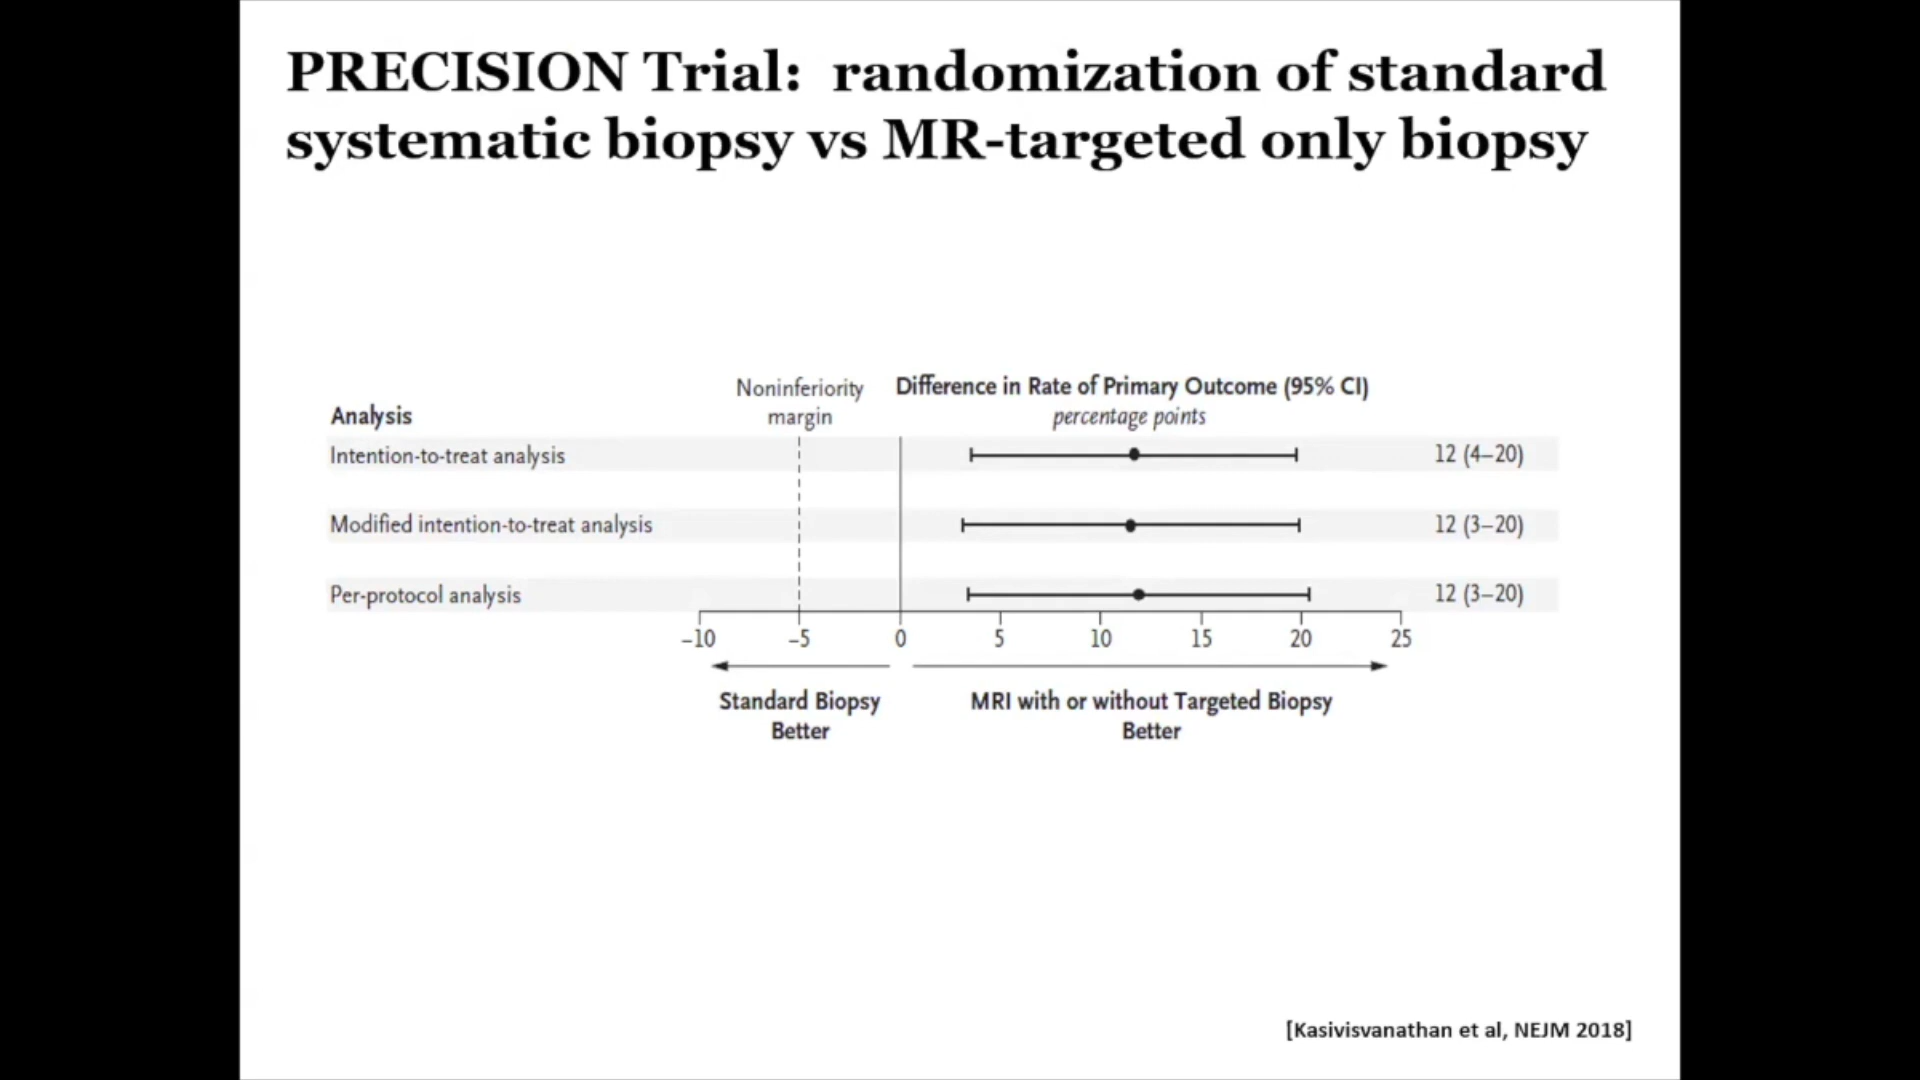 PRECISION Trial: randomization of standard
systematic biopsy vs MR-targeted only biopsy
Noninferiority
margin
Difference in Rate of Primary Outcome (95% CI)
percentage points
Analysis
Intention-to-treat analysis 12 (4–20)
Modified intention-to-treat analysis 12 (3–20)
Per-protocol analysis 12 (3–20)
–10 –5 0 5 10 15 20 25
Standard Biopsy
Better
MRI with or without Targeted Biopsy
Better
[Kasivisvanathan et al, NEJM 2018]